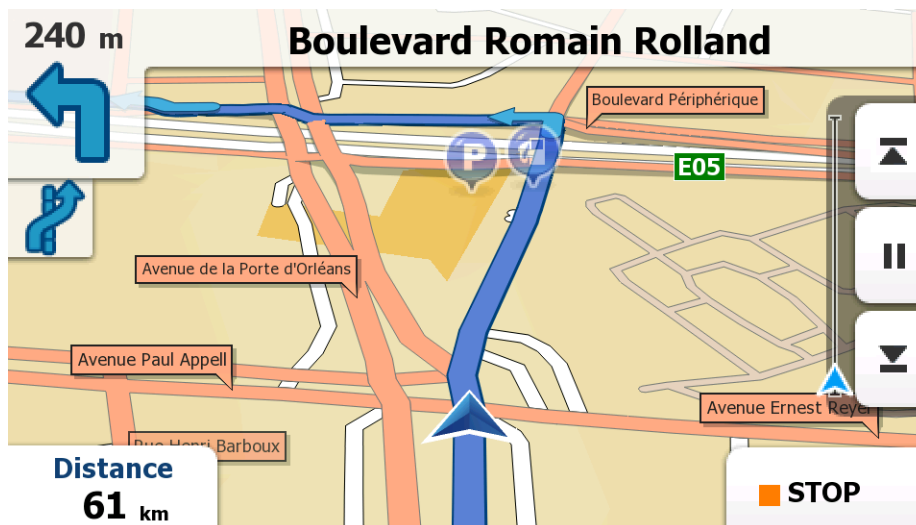 240 m
Boulevard Romain Rolland
Boulevard Périphérique
P
E05
Avenue de la Porte d'Orléans
Avenue Paul Appell
Avenue Ernest Reyer
Rue Henri Barboux
Distance
61 km
STOP